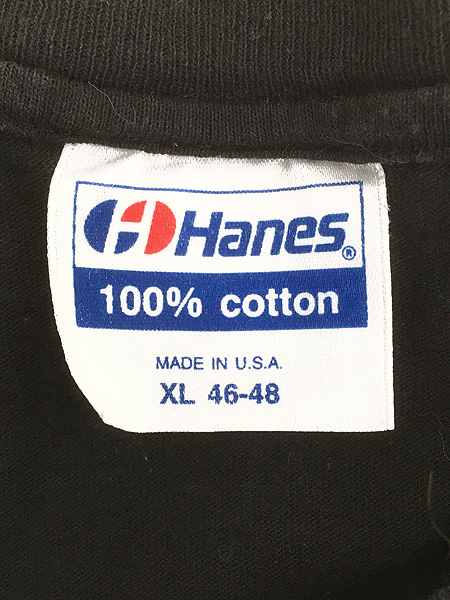 Hanes®
100% cotton
MADE IN U.S.A.
XL 46-48